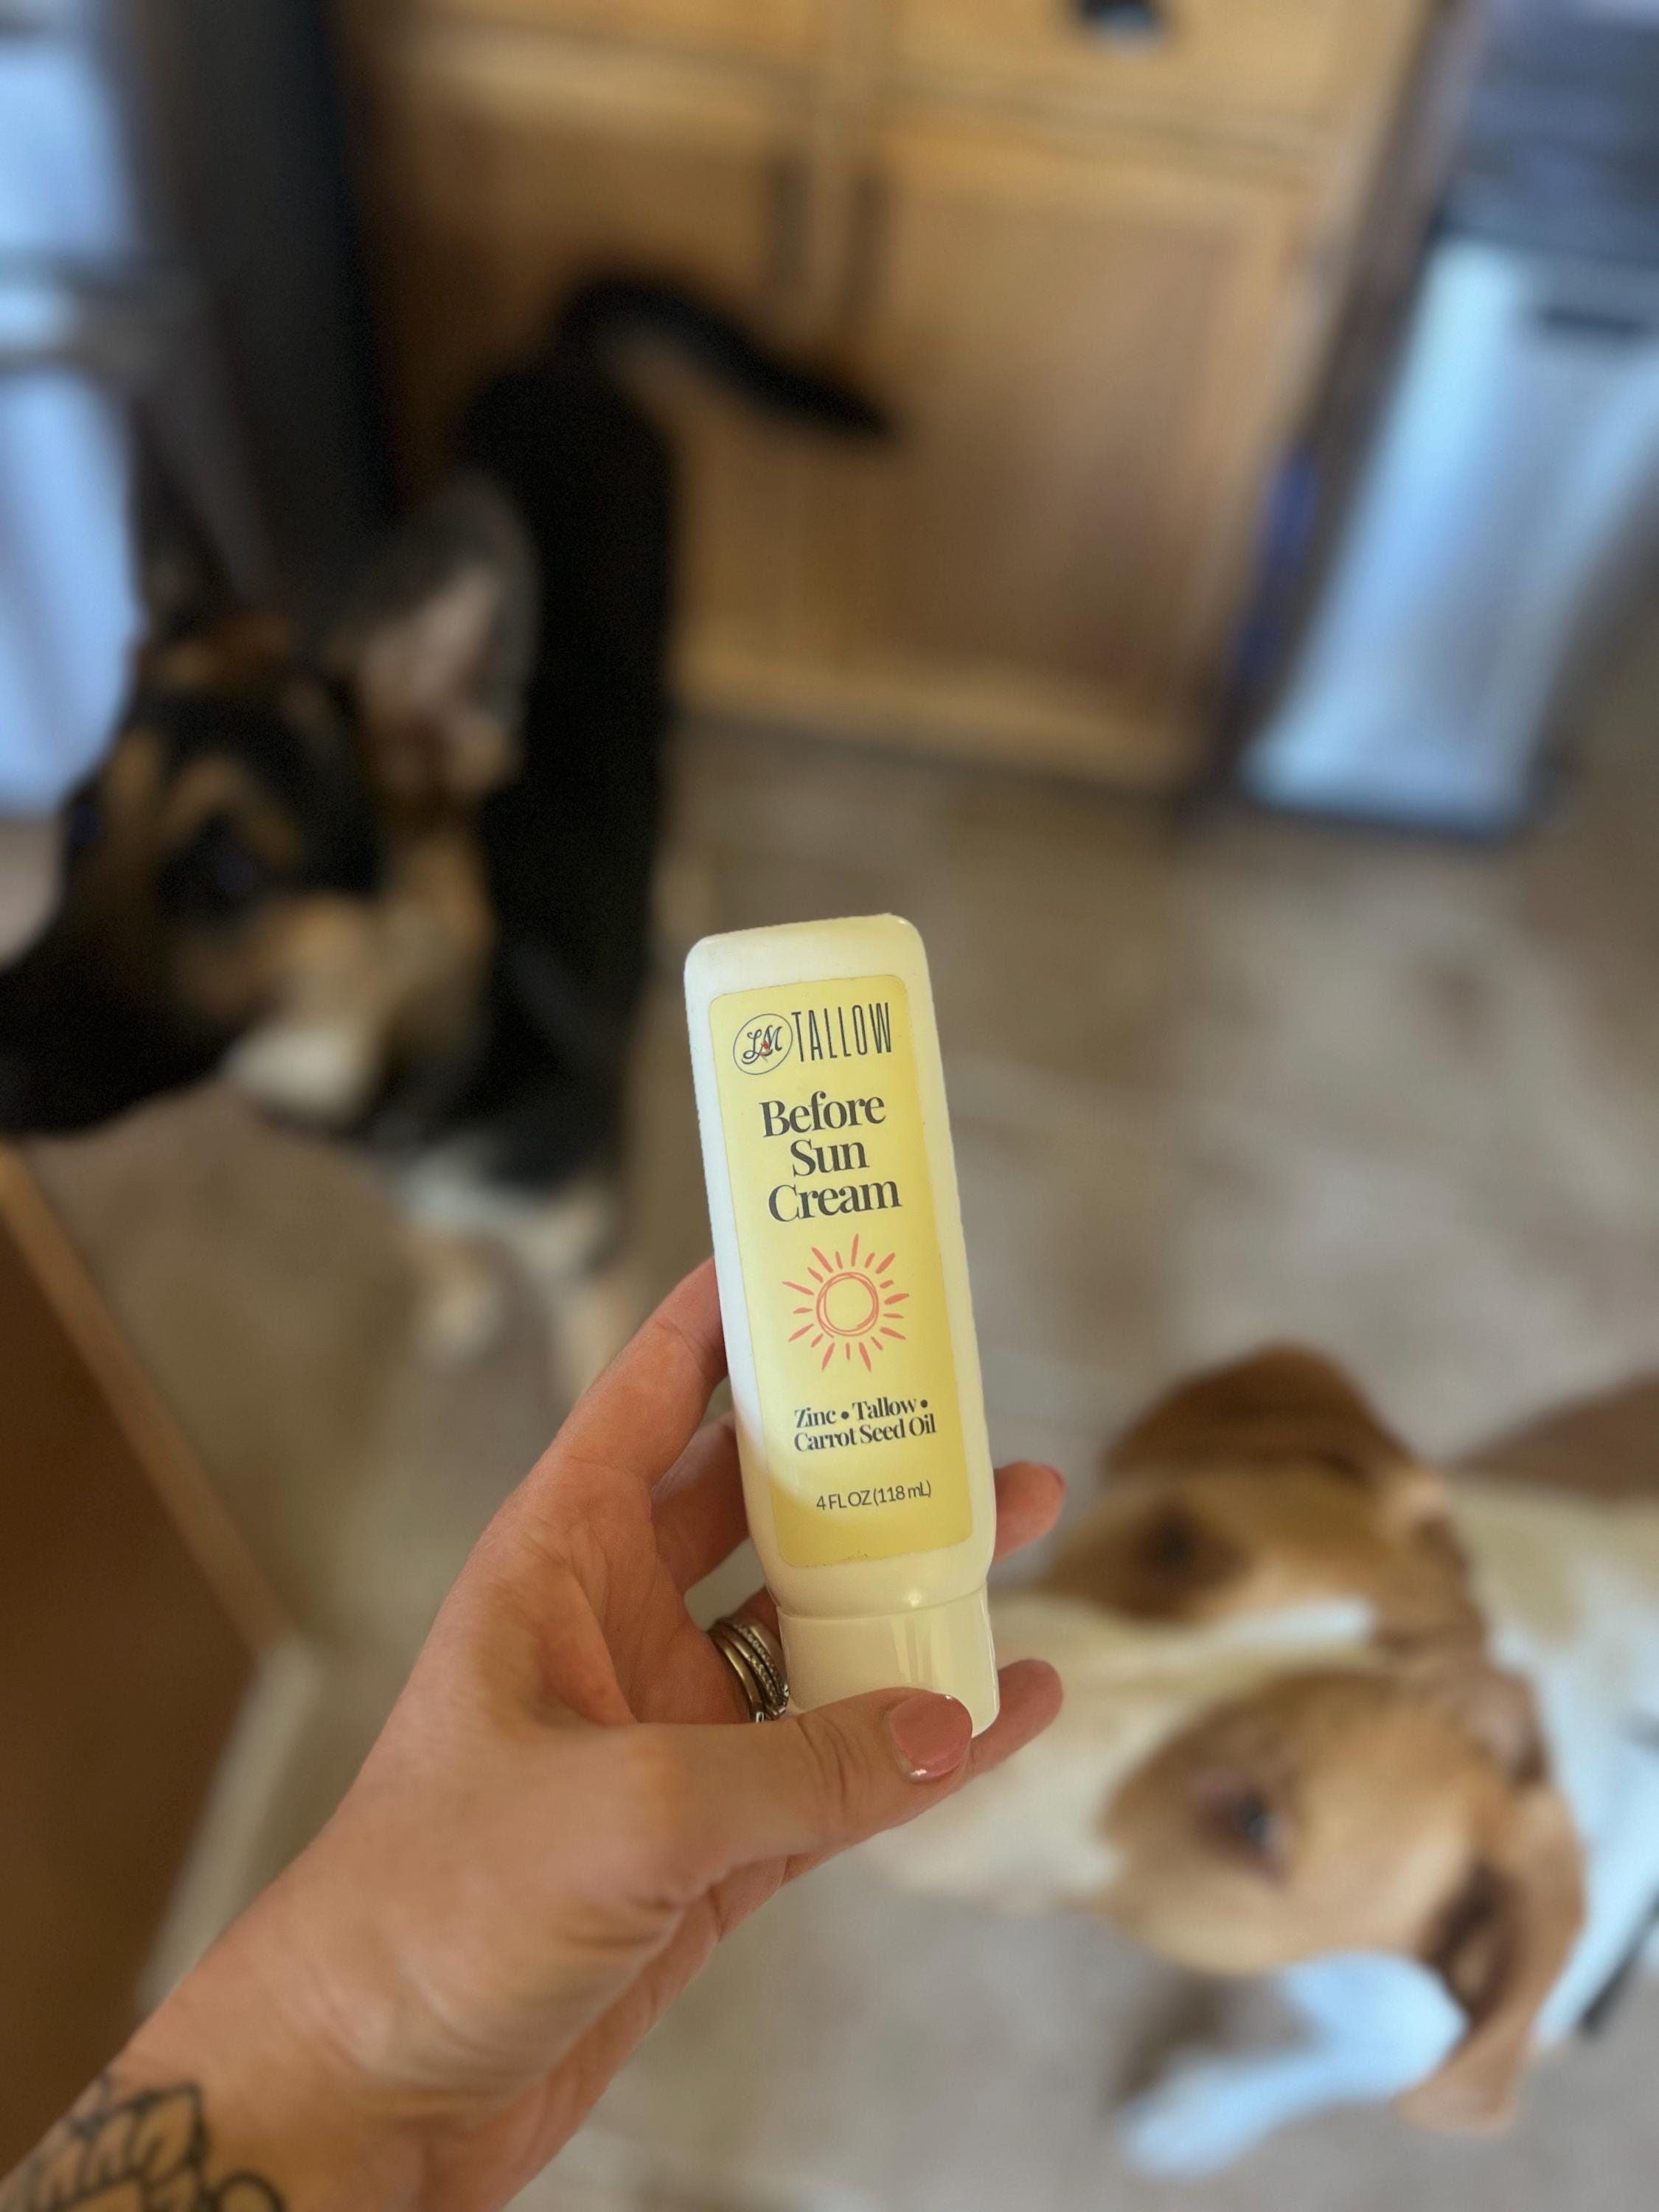 LM TALLOW
Before
Sun
Cream
Zinc • Tallow •
Carrot Seed Oil
4 FL OZ (118 mL)